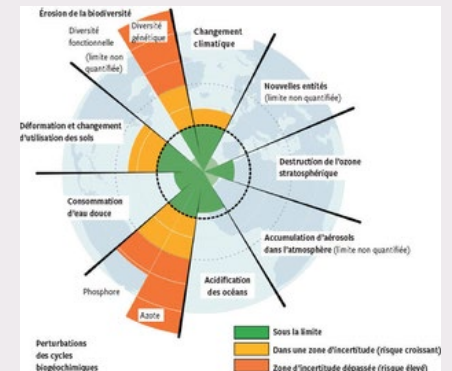 Érosion de la biodiversité
Diversité
fonctionnelle
(limite non
quantifiée)
Diversité
génétique
Changement
climatique
Nouvelles entités
(limite non quantifiée)
Déformation et changement
d'utilisation des sols
Destruction de l'ozone
stratosphérique
Consommation
d'eau douce
Accumulation d'aérosols
dans l'atmosphère (limite non quantifiée)
Acidification
des océans
Phosphore
Azote
Perturbations
des cycles
biogéochimiques
Sous la limite
Dans une zone d'incertitude (risque croissant)
Zone d'incertitude dépassée (risque élevé)